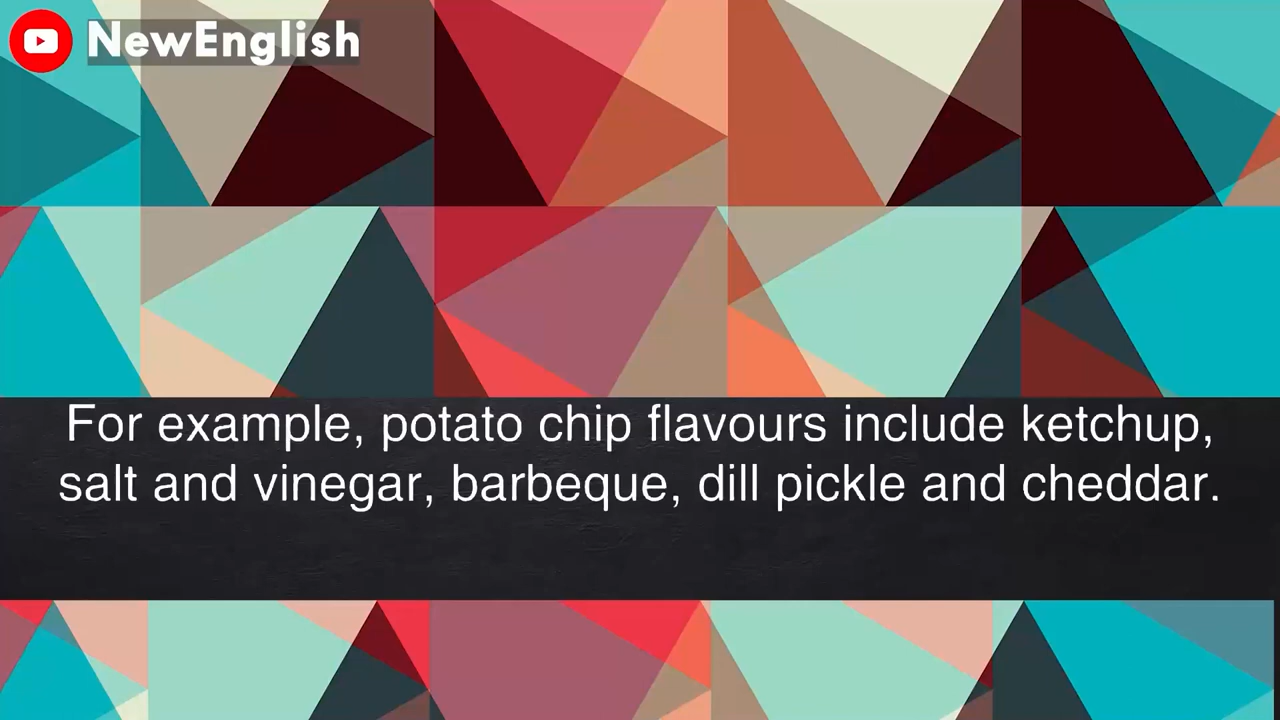 NewEnglish
For example, potato chip flavours include ketchup,
salt and vinegar, barbeque, dill pickle and cheddar.